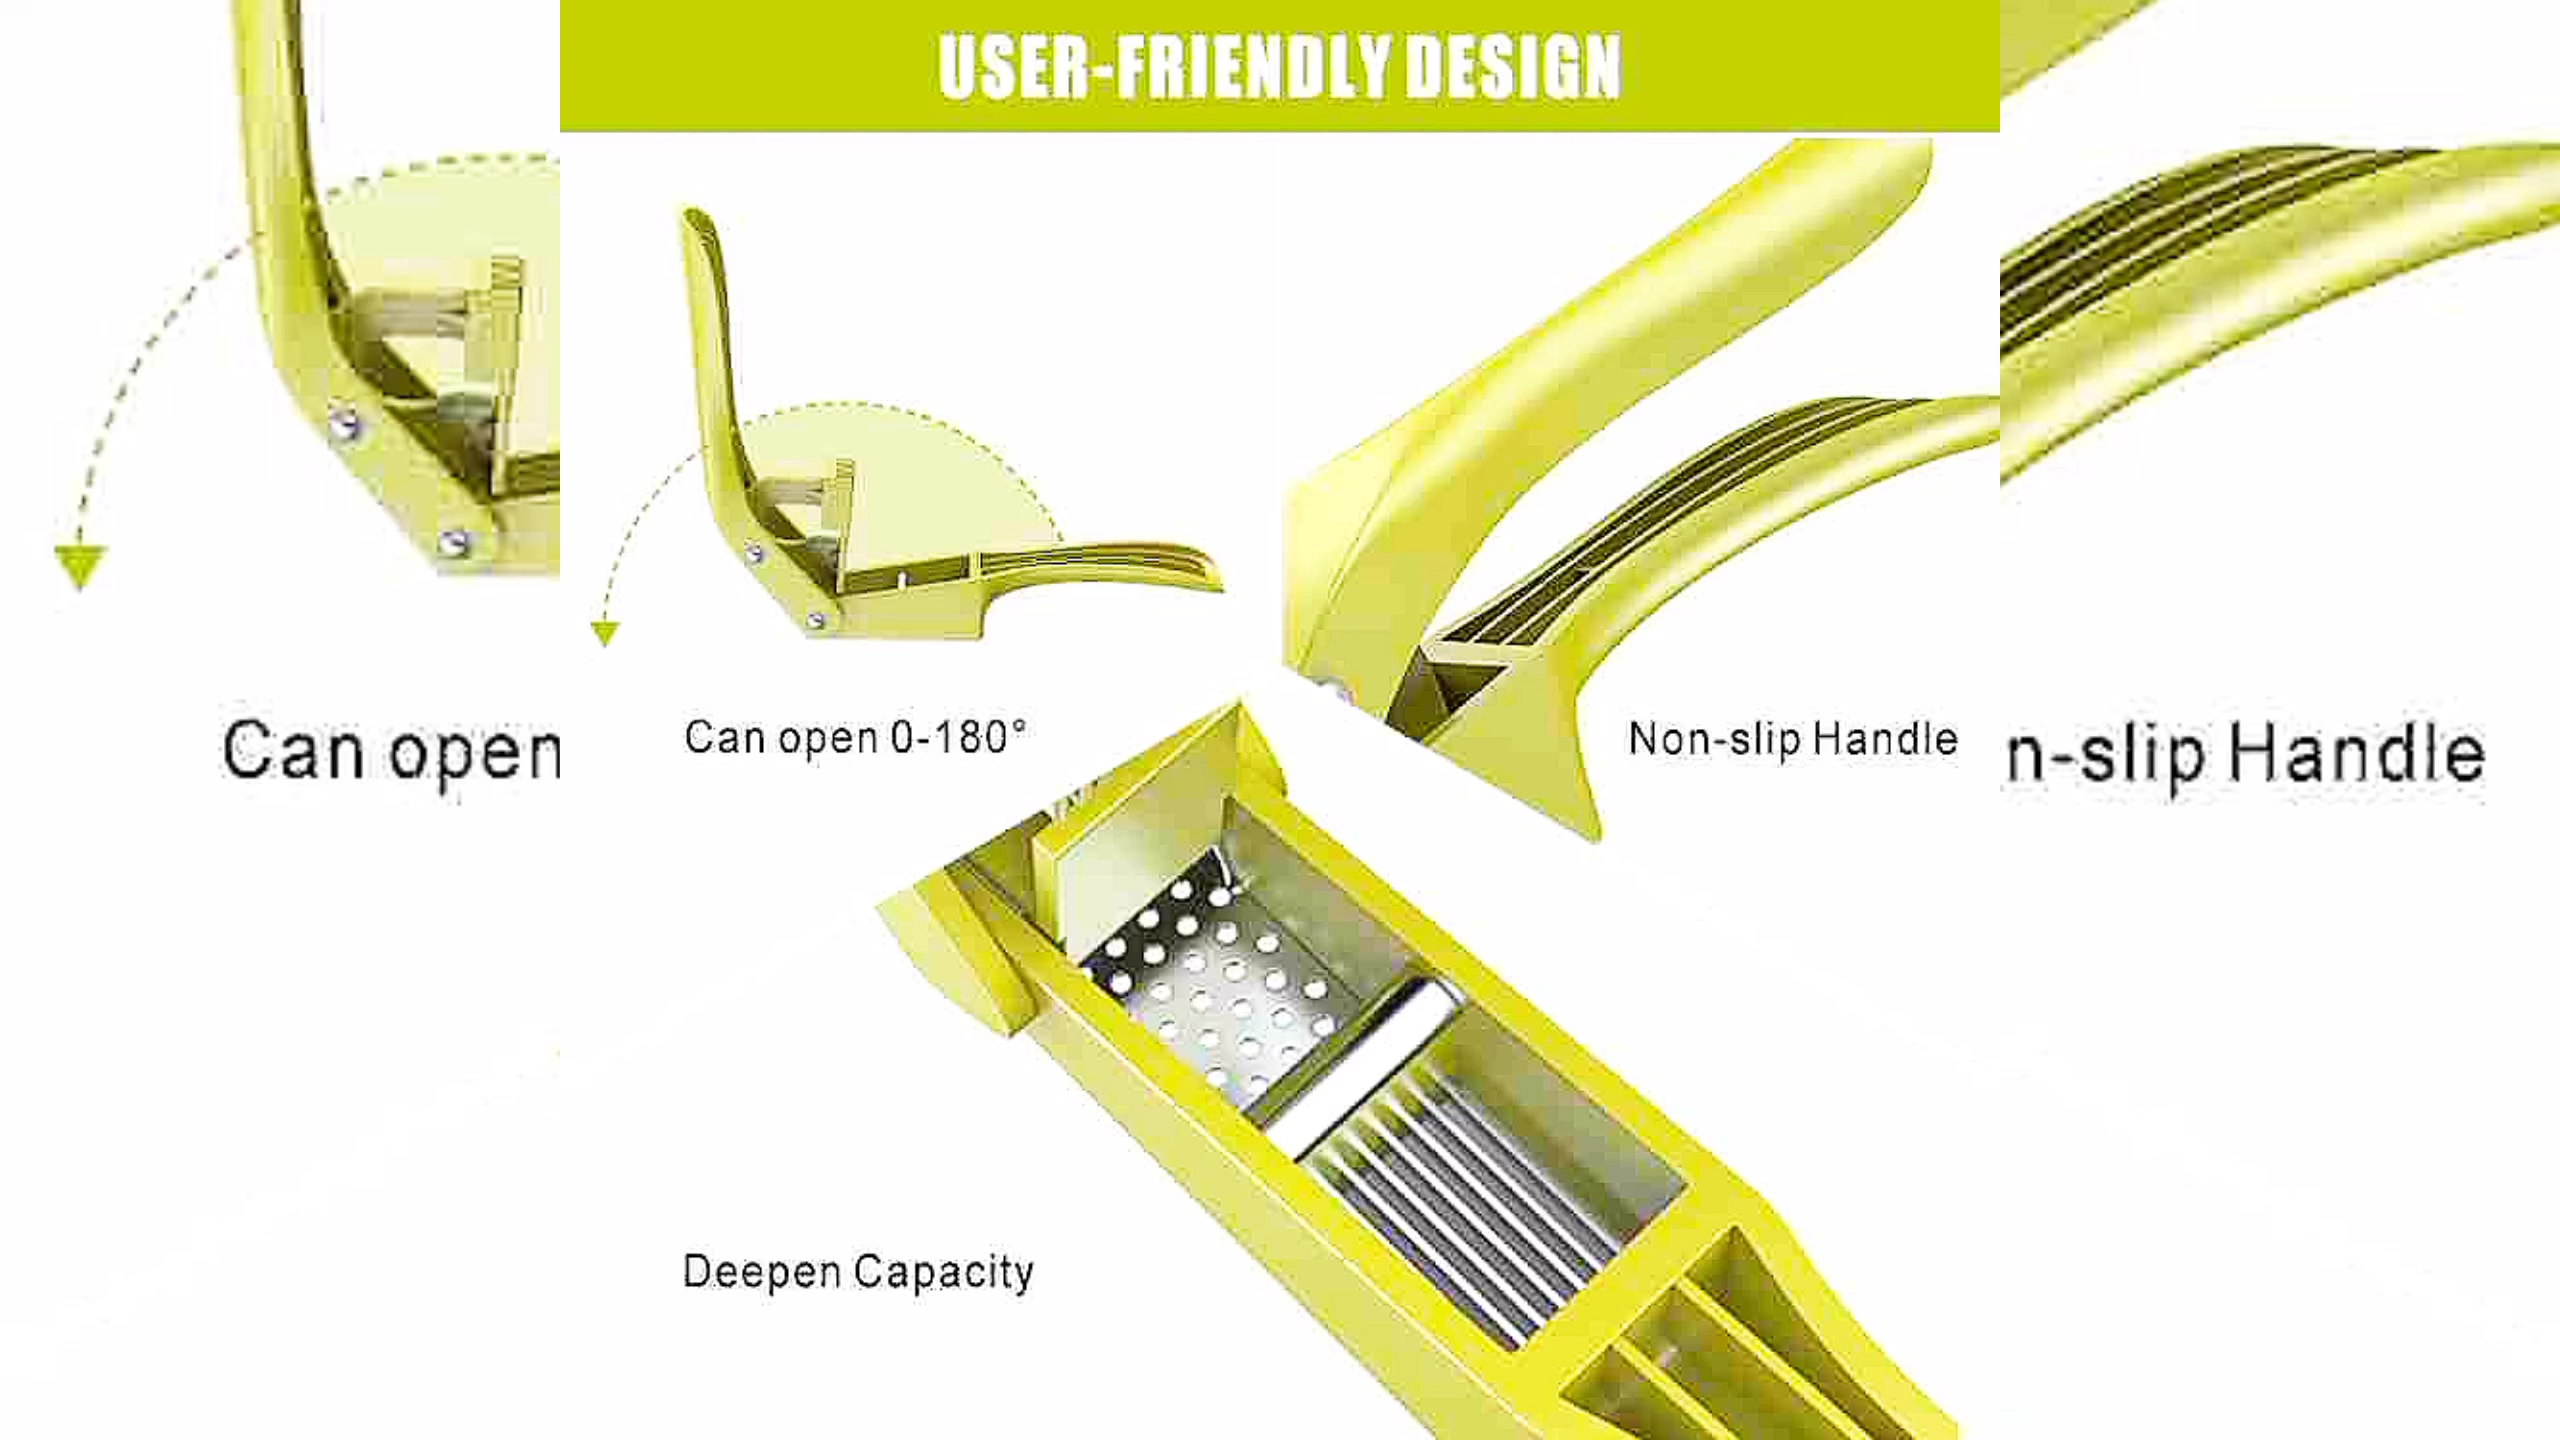 USER-FRIENDLY DESIGN
Can open
Can open 0-180°
Non-slip Handle
n-slip Handle
Deepen Capacity